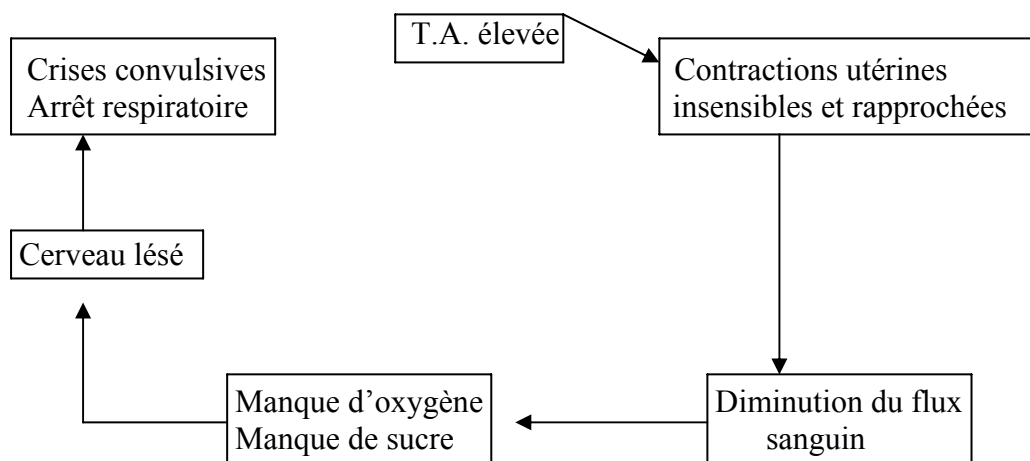 T.A. élevée
Contractions utérines
insensibles et rapprochées
Diminution du flux
sanguin
Manque d’oxygène
Manque de sucre
Cerveau lésé
Crises convulsives
Arrêt respiratoire